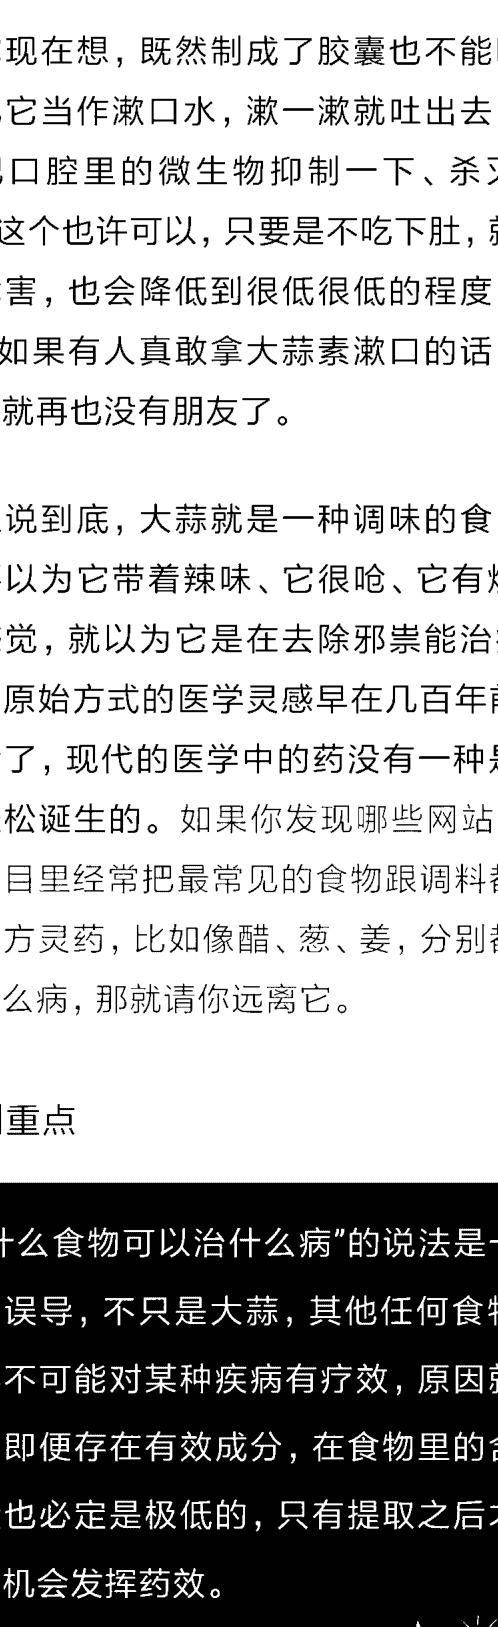 现在想，既然制成了胶囊也不能
它当作漱口水，漱一漱就吐出去
口腔里的微生物抑制一下、杀
这个也许可以，只要是不吃下肚，
害，也会降低到很低很低的程度
如果有人真敢拿大蒜素漱口的话
就再也没有朋友了。
说到底，大蒜就是一种调味的食
以为它带着辣味、它很呛、它有
觉，就以为它是在去除邪祟能治
原始方式的医学灵感早在几百年
了，现代的医学中的药没有一种
松诞生的。如果你发现哪些网站
目里经常把最常见的食物跟调料
方灵药，比如像醋、葱、姜，分别
么病，那就请你远离它。
重点
什么食物可以治什么病”的说法是
误导，不只是大蒜，其他任何食物
不可能对某种疾病有疗效，原因
即便存在有效成分，在食物里的
也必定是极低的，只有提取之后
机会发挥药效。